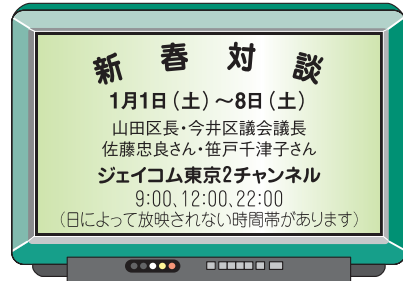 新春対談
1月1日（土）～8日（土）
山田区長・今井区議会議長
佐藤忠良さん・笹戸千津子さん
ジェイコム東京2チャンネル
9:00、12:00、22:00
（日によって放映されない時間帯があります）